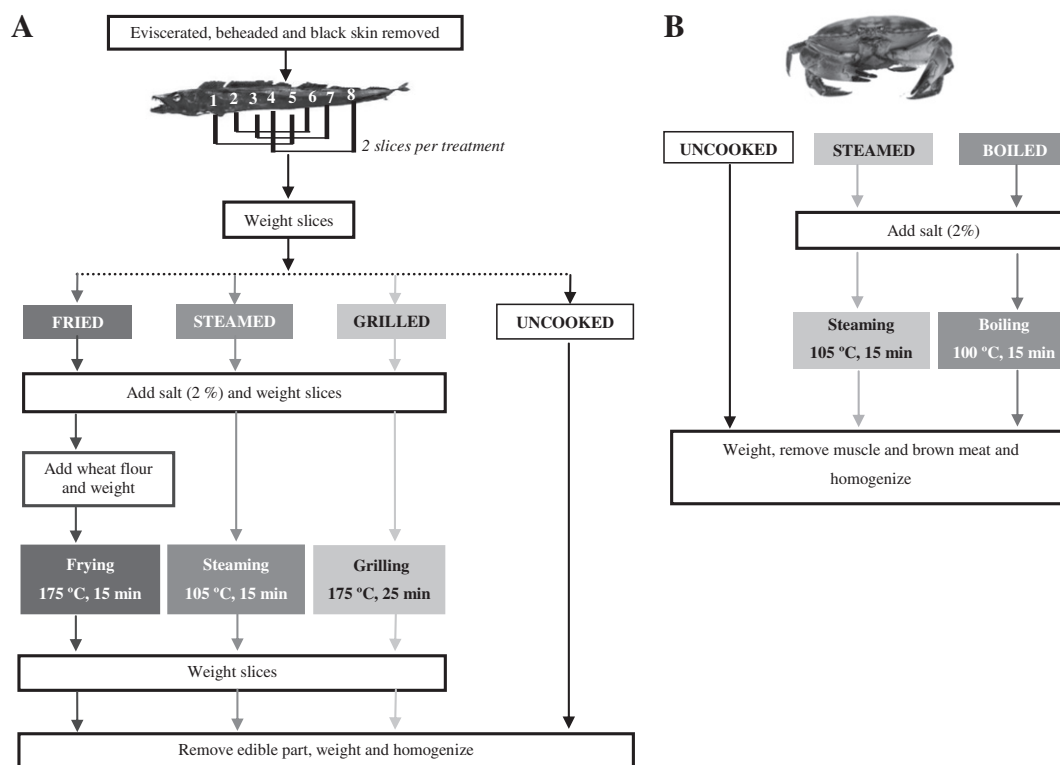 A
Eviscerated, beheaded and black skin removed
1 2 3 4 5 6 7 8
2 slices per treatment
Weight slices
FRIED
STEAMED
GRILLED
UNCOOKED
Add salt (2 %) and weight slices
Add wheat flour
and weight
Frying
175 ºC, 15 min
Steaming
105 ºC, 15 min
Grilling
175 ºC, 25 min
Weight slices
Remove edible part, weight and homogenize
B
UNCOOKED
STEAMED
BOILED
Add salt (2%)
Steaming
105 ºC, 15 min
Boiling
100 ºC, 15 min
Weight, remove muscle and brown meat and
homogenize